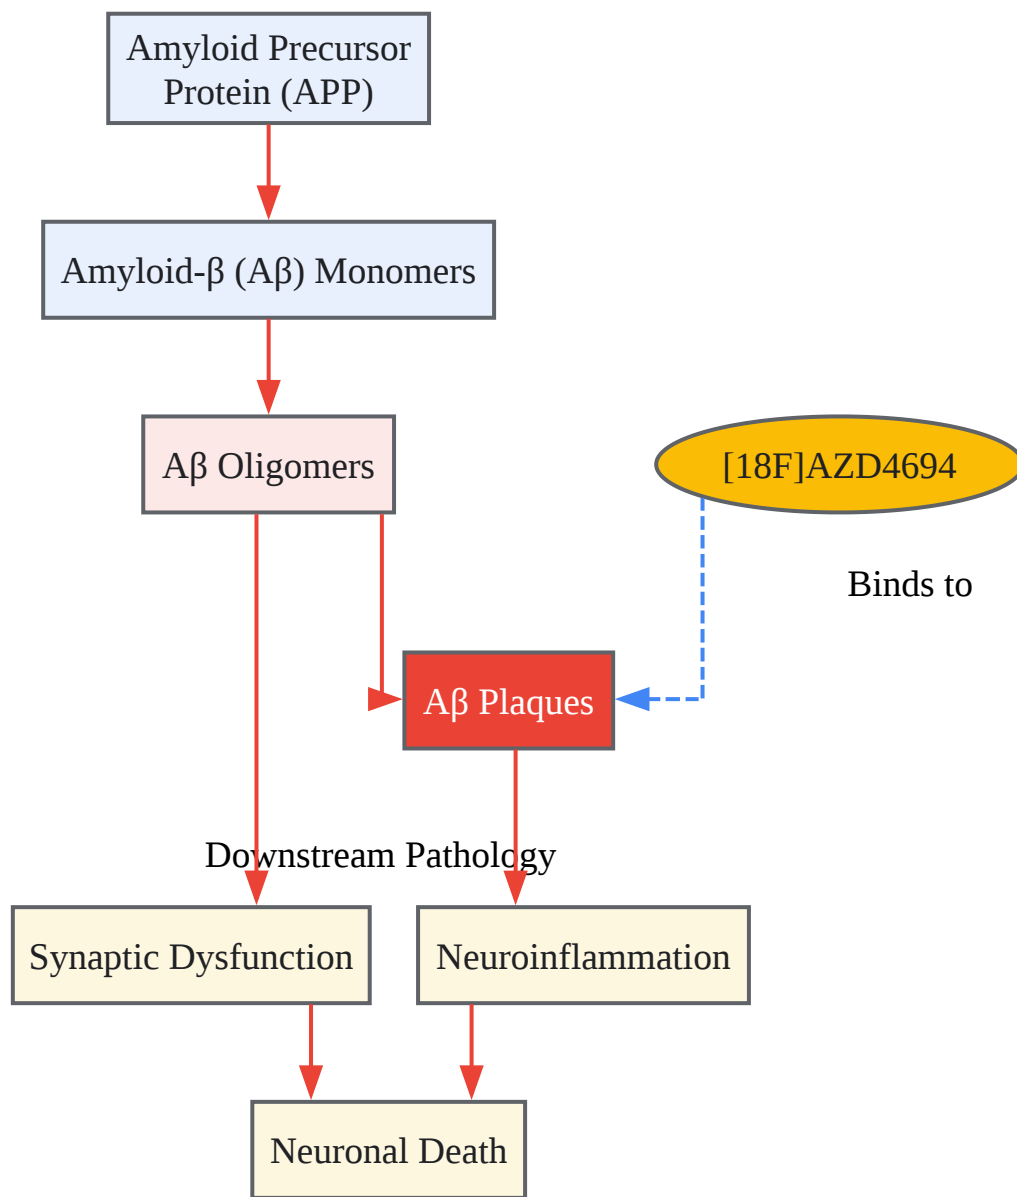 Amyloid Precursor
Protein (APP)
Amyloid-β (Aβ) Monomers
Aβ Oligomers
[18F]AZD4694
Binds to
Aβ Plaques
Downstream Pathology
Synaptic Dysfunction
Neuroinflammation
Neuronal Death